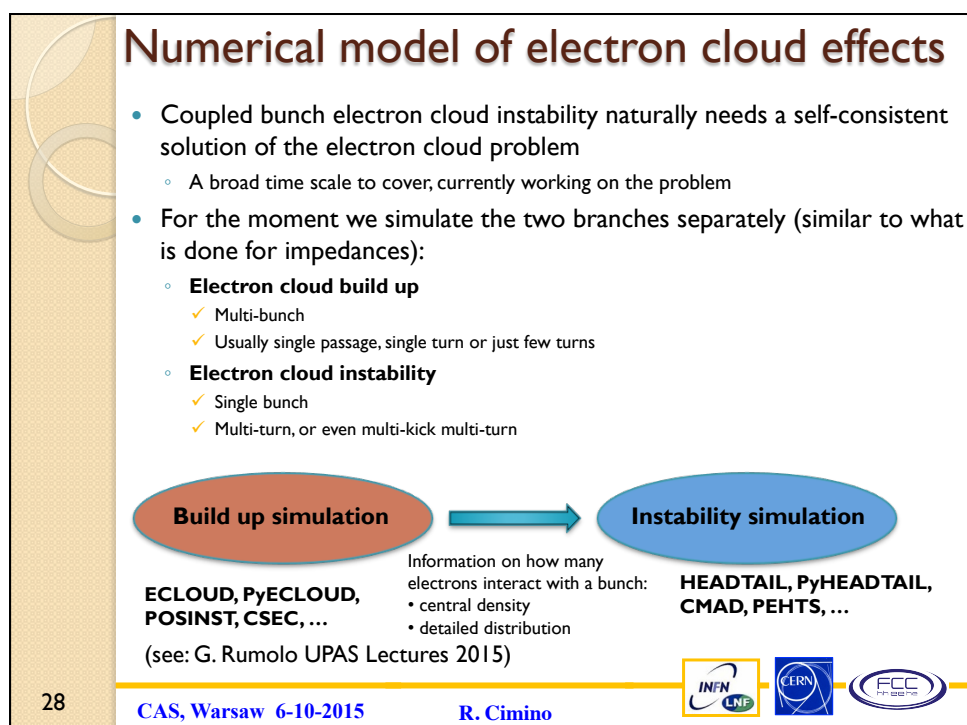 Numerical model of electron cloud effects
• Coupled bunch electron cloud instability naturally needs a self-consistent
solution of the electron cloud problem
◦ A broad time scale to cover, currently working on the problem
• For the moment we simulate the two branches separately (similar to what
is done for impedances):
◦ Electron cloud build up
✓ Multi-bunch
✓ Usually single passage, single turn or just few turns
◦ Electron cloud instability
✓ Single bunch
✓ Multi-turn, or even multi-kick multi-turn
Build up simulation
Instability simulation
Information on how many
electrons interact with a bunch:
• central density
• detailed distribution
ECLOUD, PyECLOUD,
POSINST, CSEC, ...
HEADTAIL, PyHEADTAIL,
CMAD, PEHTS, ...
(see: G. Rumolo UPAS Lectures 2015)
28
CAS, Warsaw 6-10-2015
R. Cimino
INFN
LNF
CERN
FCC
hh ee he